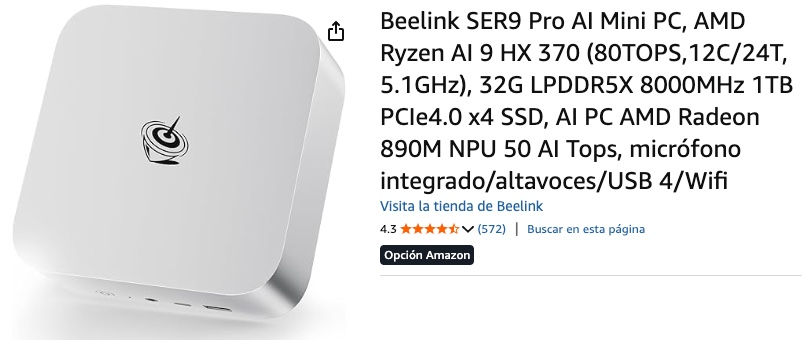 Beelink SER9 Pro AI Mini PC, AMD
Ryzen AI 9 HX 370 (80TOPS,12C/24T,
5.1GHz), 32G LPDDR5X 8000MHz 1TB
PCIe4.0 x4 SSD, AI PC AMD Radeon
890M NPU 50 AI Tops, micrófono
integrado/altavoces/USB 4/Wifi
Visita la tienda de Beelink
4.3 (572) | Buscar en esta página
Opción Amazon